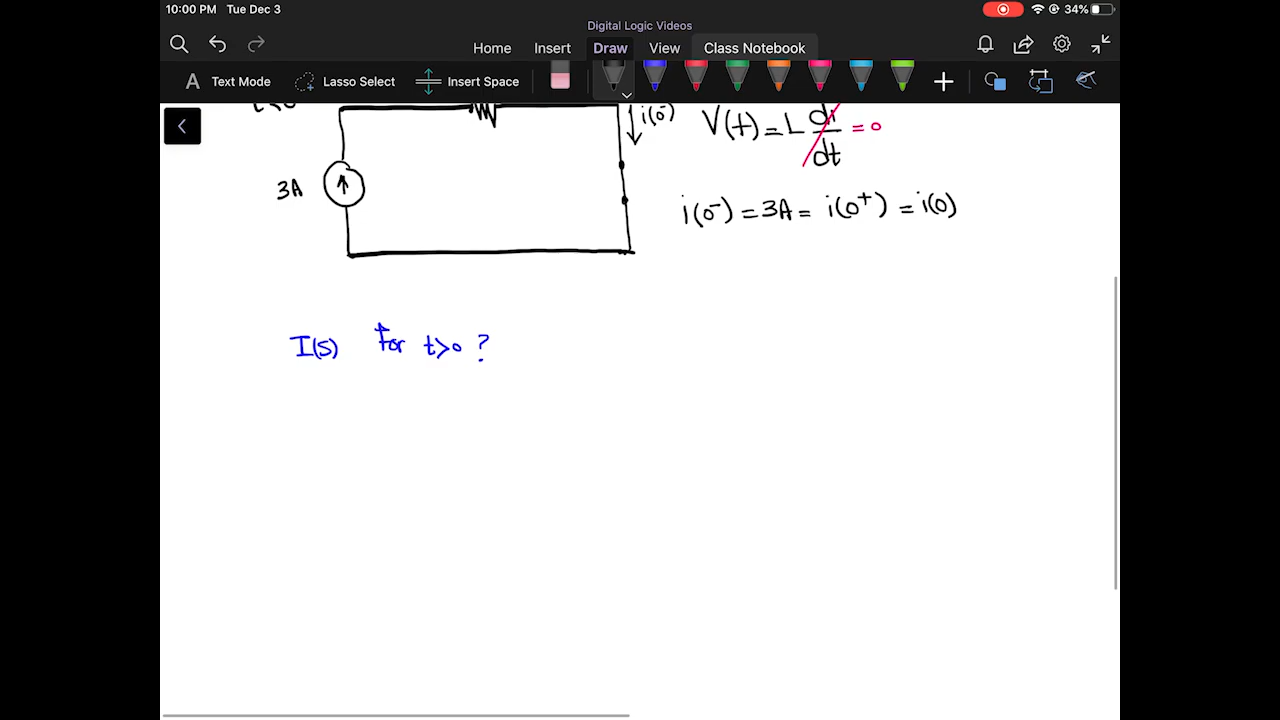 10:00 PM Tue Dec 3
34%
Digital Logic Videos
Home Insert Draw View Class Notebook
A Text Mode Lasso Select Insert Space
i(0⁻)
V(t) = L di/dt = 0
3A
i(0⁻) = 3A = i(0⁺) = i(0)
I(s) for t>0 ?